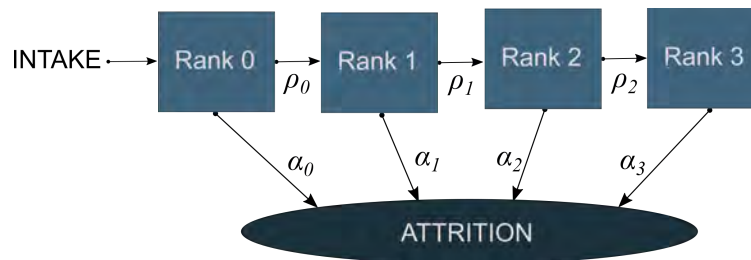 INTAKE Rank 0 Rank 1 Rank 2 Rank 3
ρ0 ρ1 ρ2
α0 α1 α2 α3
ATTRITION